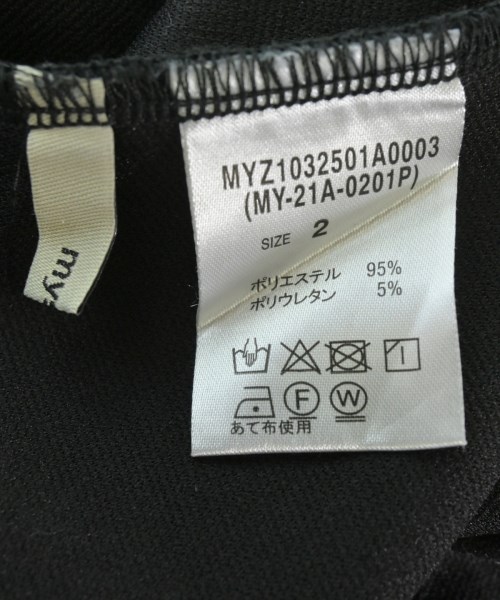 MYZ1032501A0003
(MY-21A-0201P)
SIZE 2
ポリエステル 95%
ポリウレタン 5%
F W
あて布使用
my